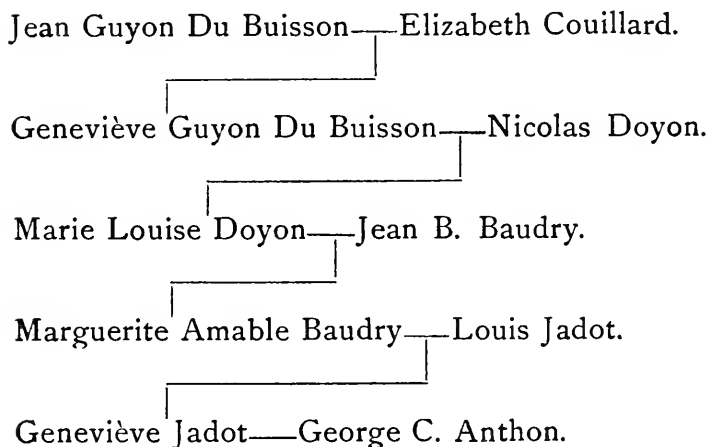 Jean Guyon Du Buisson—Elizabeth Couillard.
Geneviève Guyon Du Buisson—Nicolas Doyon.
Marie Louise Doyon—Jean B. Baudry.
Marguerite Amable Baudry—Louis Jadot.
Geneviève Jadot—George C. Anthon.